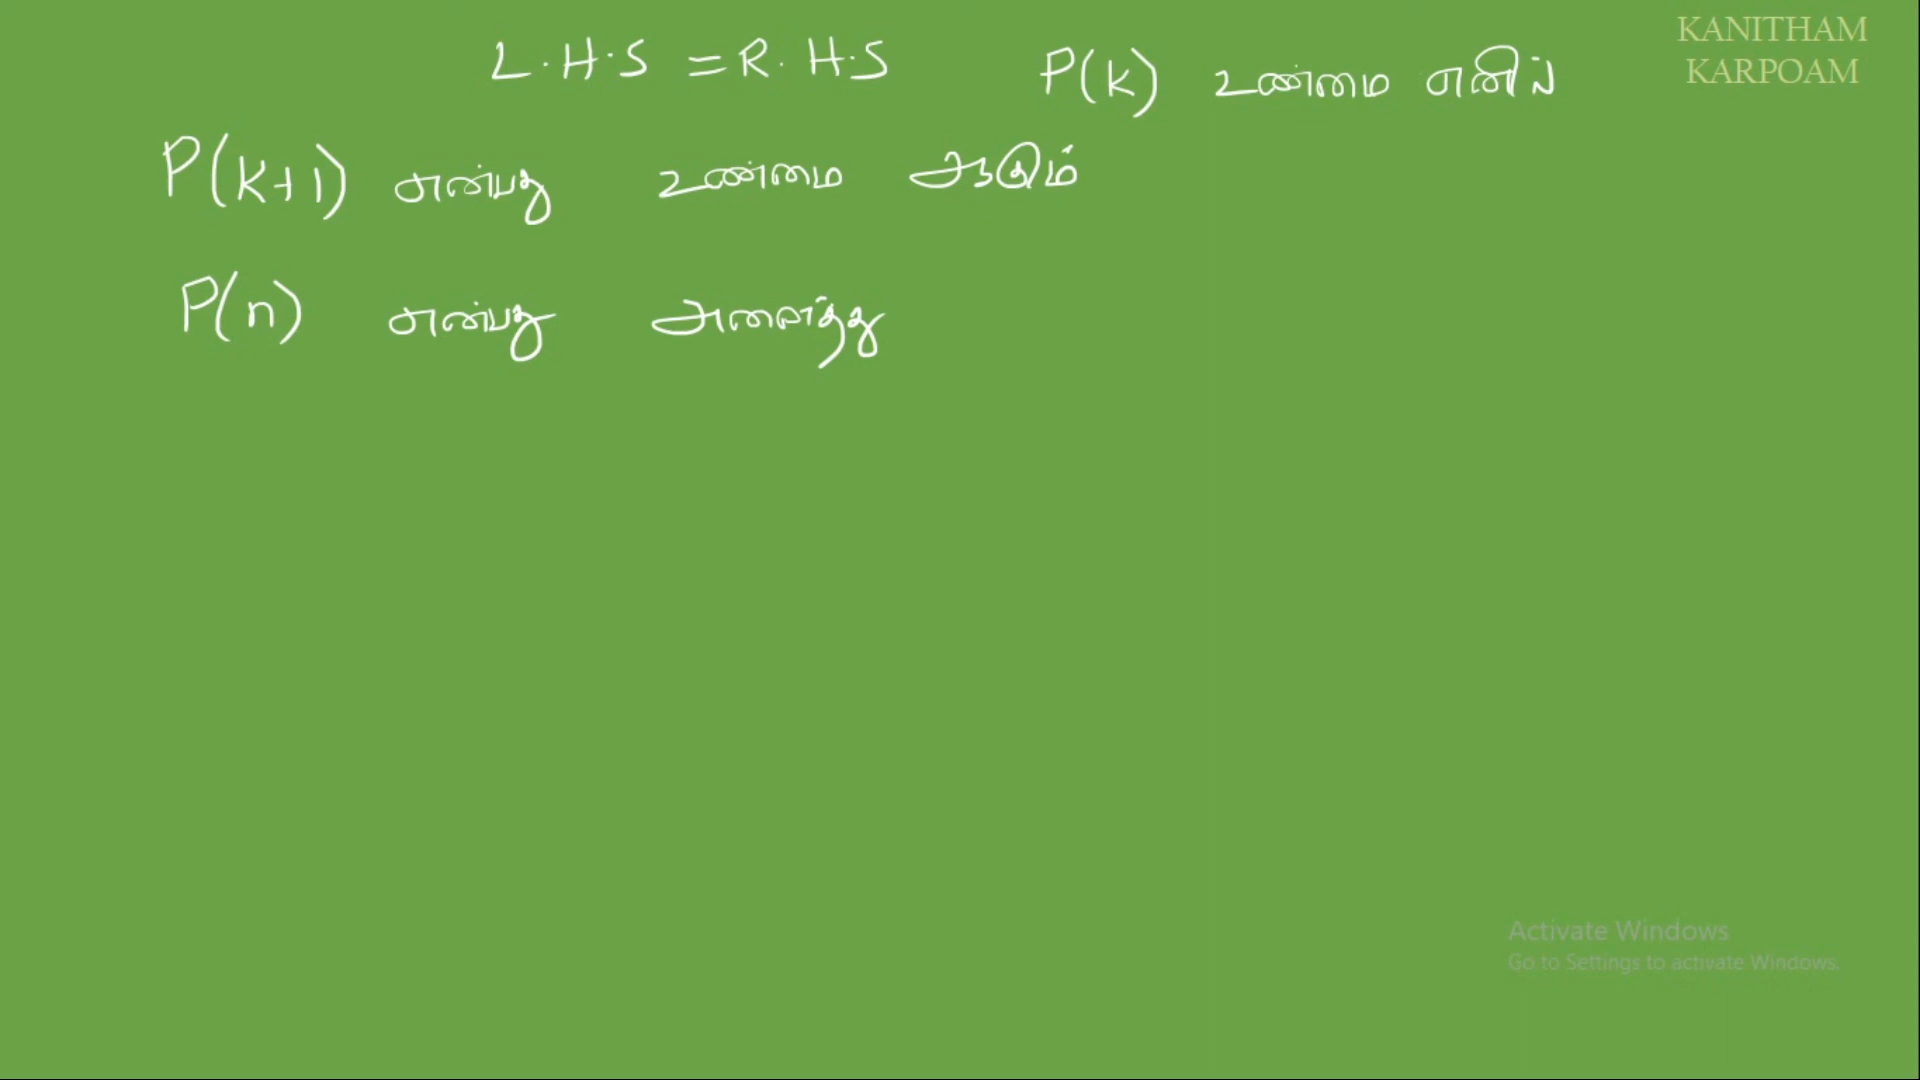 L.H.S = R.H.S P(k) உண்மை எனில்
KANITHAM
KARPOAM
P(k+1) என்பது உண்மை ஆகும்
P(n) என்பது அனைத்து
Activate Windows
Go to Settings to activate Windows.